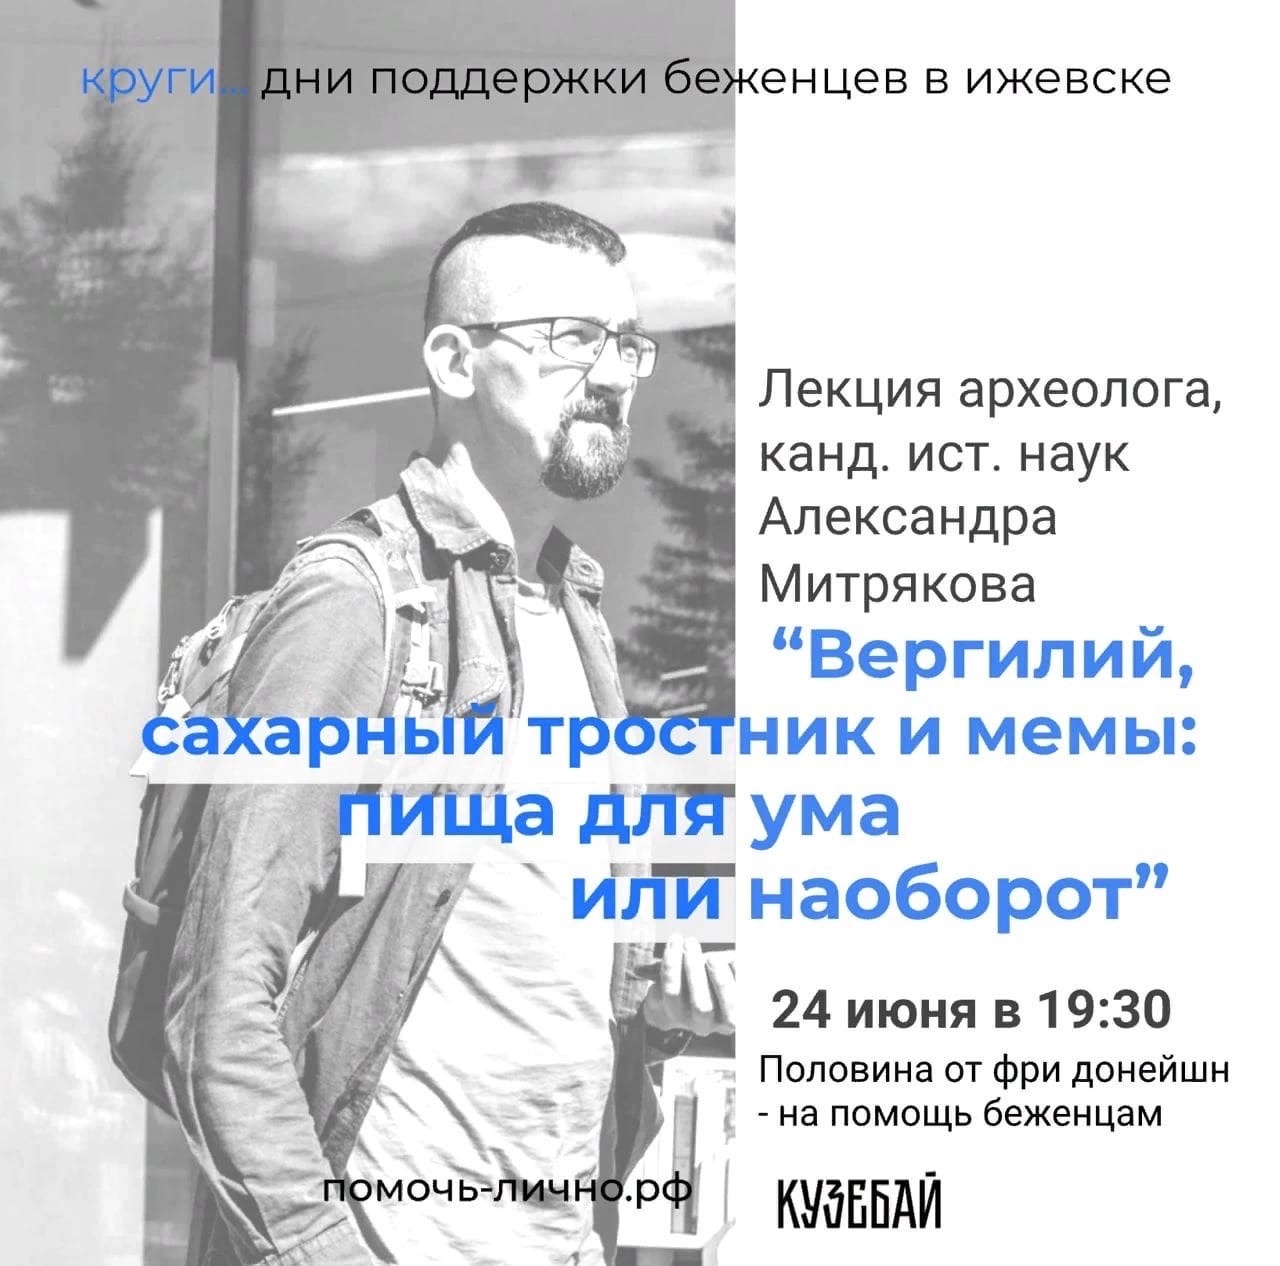 круги... дни поддержки беженцев в ижевске
Лекция археолога,
канд. ист. наук
Александра
Митрякова
“Вергилий,
сахарный тростник и мемы:
пища для ума
или наоборот”
24 июня в 19:30
Половина от фри донейшн
- на помощь беженцам
помочь-лично.рф
КУЗЕБАЙ